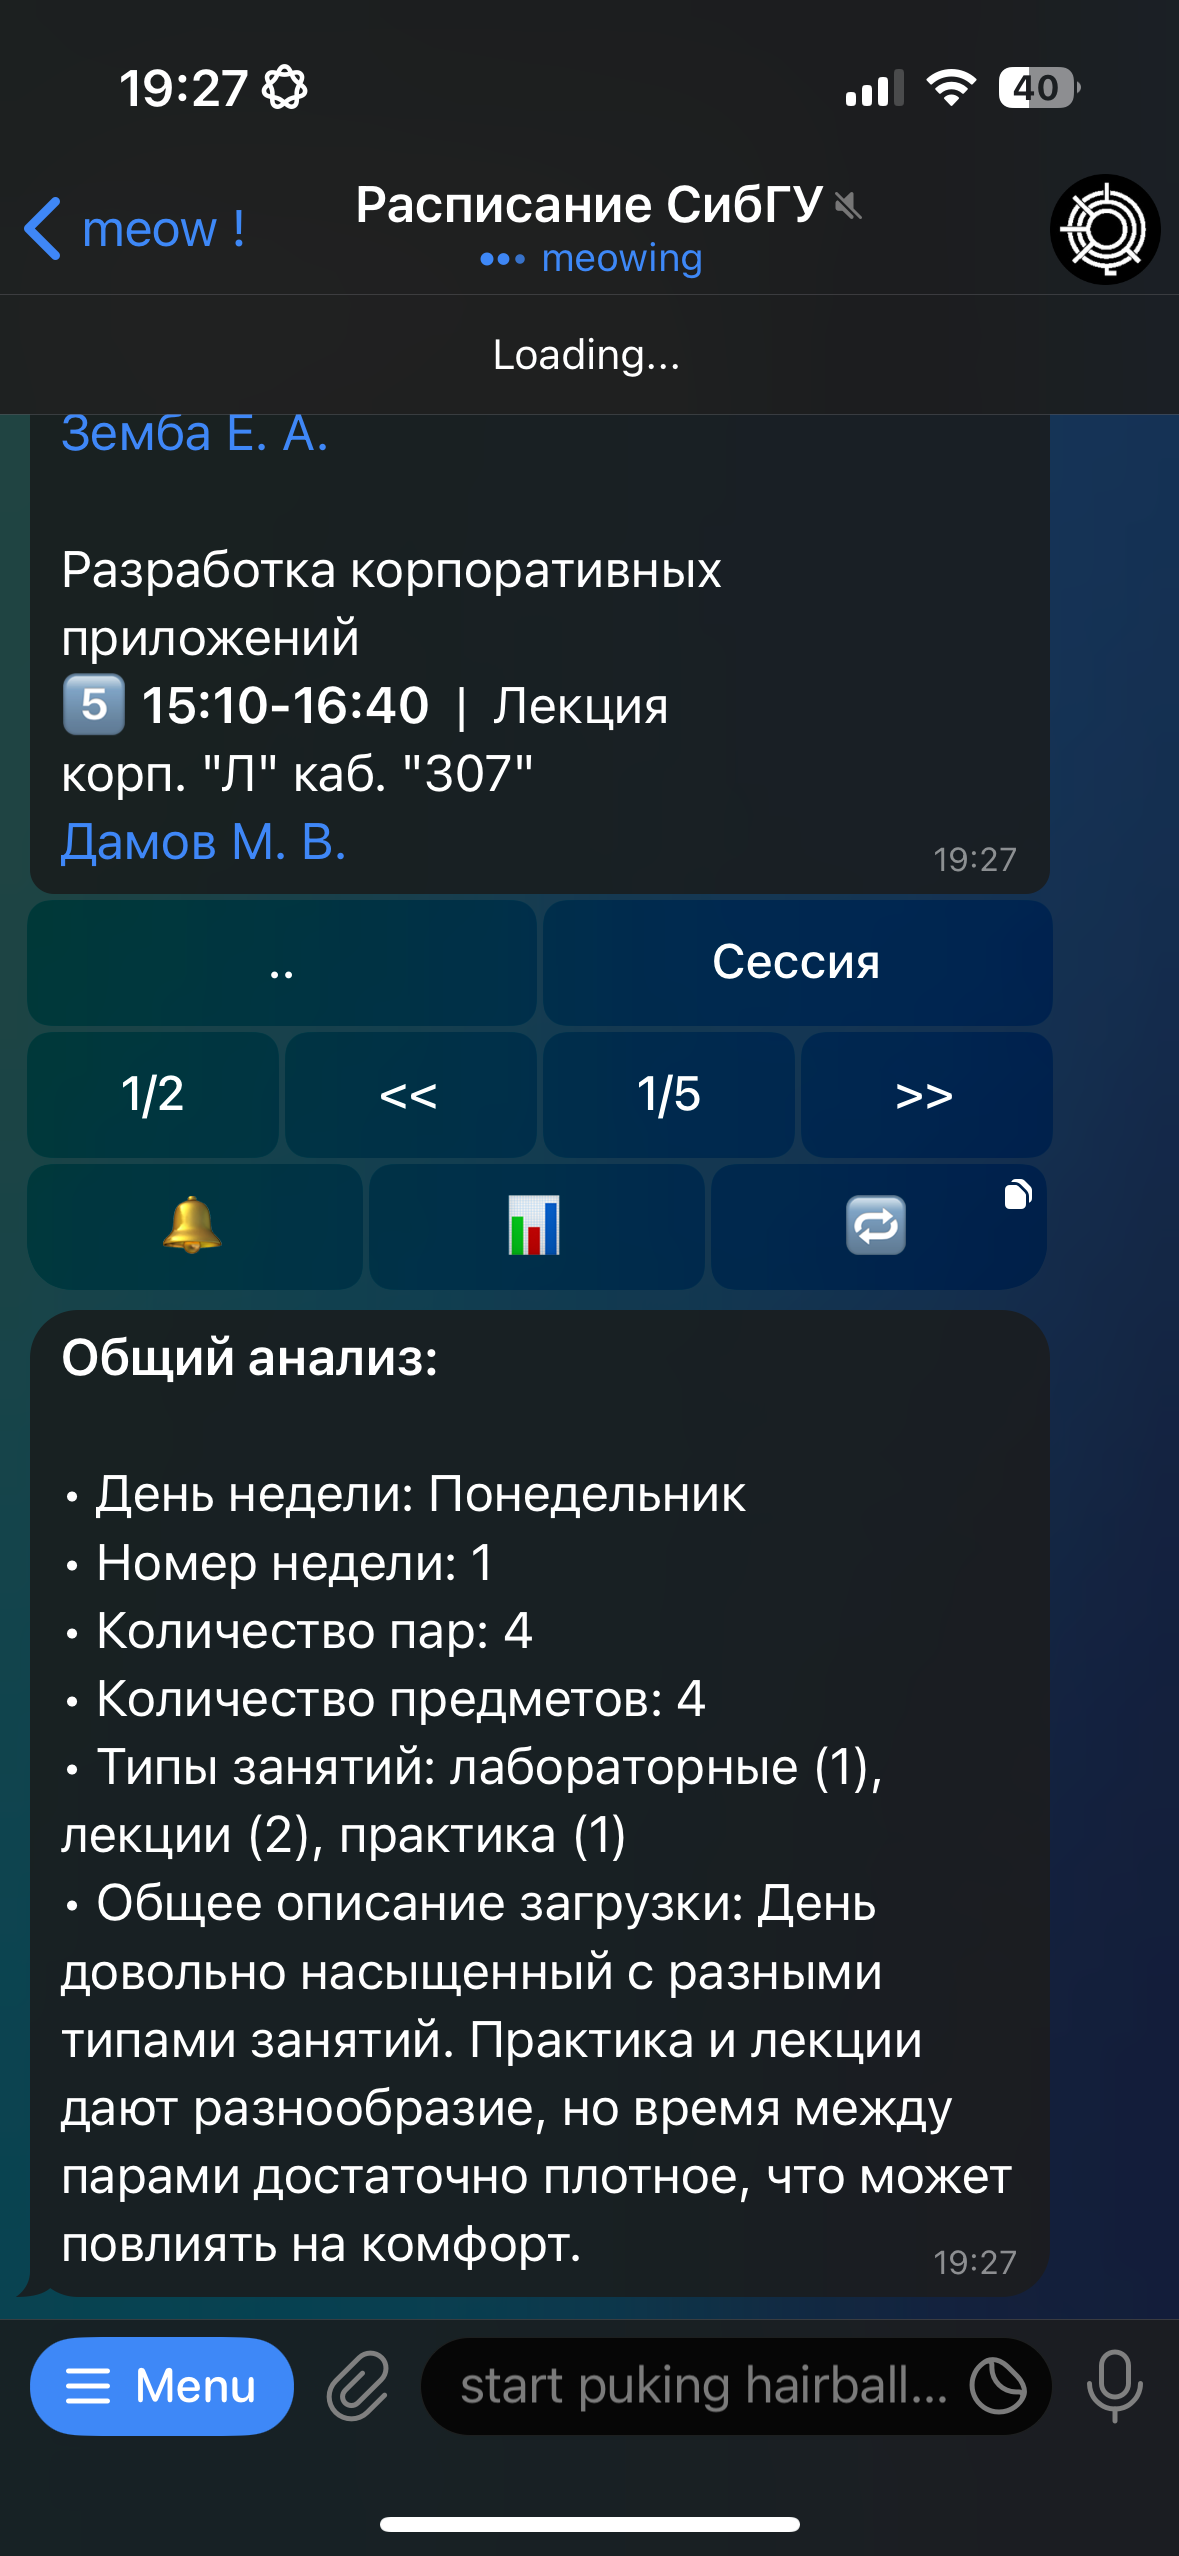 19:27
40
meow !
Расписание СибГУ
meowing
Loading...
Земба Е. А.
Разработка корпоративных
приложений
5 15:10-16:40 | Лекция
корп. "Л" каб. "307"
Дамов М. В.
19:27
..
Сессия
1/2
<<
1/5
>>
Общий анализ:
• День недели: Понедельник
• Номер недели: 1
• Количество пар: 4
• Количество предметов: 4
• Типы занятий: лабораторные (1),
лекции (2), практика (1)
• Общее описание загрузки: День
довольно насыщенный с разными
типами занятий. Практика и лекции
дают разнообразие, но время между
парами достаточно плотное, что может
повлиять на комфорт.
19:27
Menu
start puking hairball...